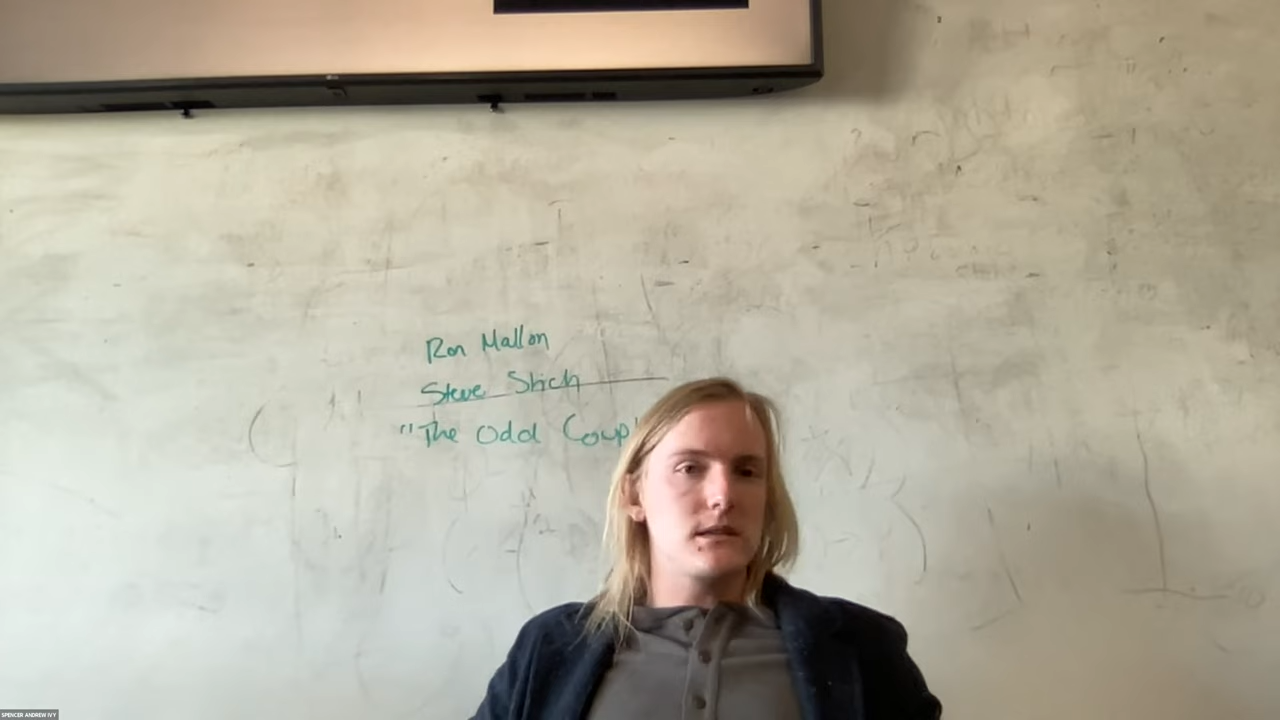 Ron Mallon
Steve Stich
"The Odd Coup
SPENCER ANDREW IVY